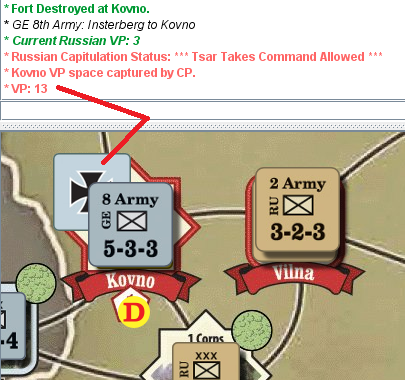 * Fort Destroyed at Kovno.
* GE 8th Army: Insterberg to Kovno
* Current Russian VP: 3
* Russian Capitulation Status: *** Tsar Takes Command Allowed ***
* Kovno VP space captured by CP.
* VP: 13
8 Army
GE
5-3-3
Kovno
D
2 Army
RU
3-2-3
Vilna
-4
1 Corps
XXX
RU